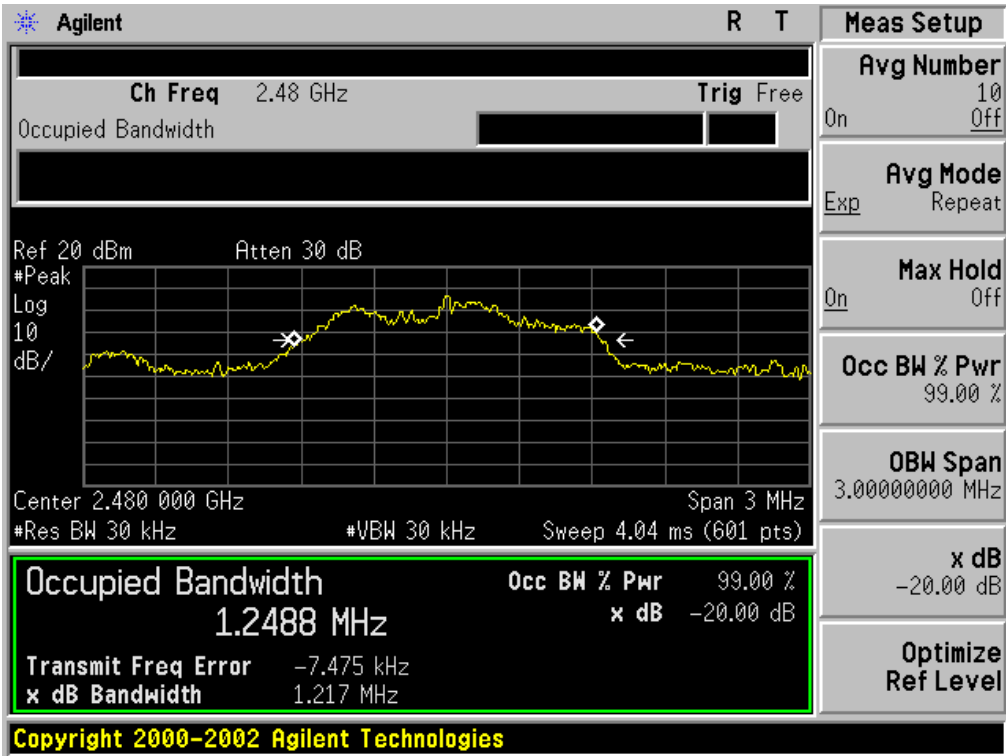 Agilent R T
Ch Freq 2.48 GHz Trig Free
Occupied Bandwidth
Ref 20 dBm Atten 30 dB
#Peak
Log
10
dB/
Center 2.480 000 GHz Span 3 MHz
#Res BW 30 kHz #VBW 30 kHz Sweep 4.04 ms (601 pts)
Occupied Bandwidth Occ BW % Pwr 99.00 %
1.2488 MHz x dB -20.00 dB
Transmit Freq Error -7.475 kHz
x dB Bandwidth 1.217 MHz
Copyright 2000-2002 Agilent Technologies
Meas Setup
Avg Number
10
On Off
Avg Mode
Exp Repeat
Max Hold
On Off
Occ BW % Pwr
99.00 %
OBW Span
3.00000000 MHz
x dB
-20.00 dB
Optimize
Ref Level